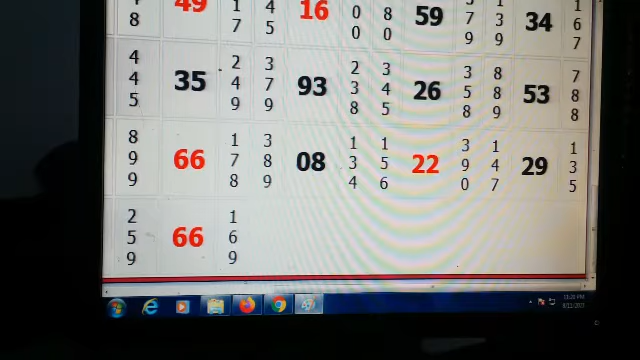 1
49 1 4 16 0 8 59 7 3 34 6
8 7 5 0 0 9 9 7
4 2 3 2 3 3 8 7
4 35 4 7 93 3 4 26 5 8 53 8
5 9 9 8 5 8 9 8
8 1 3 1 1 3 1 1
9 66 7 8 08 3 5 22 9 4 29 3
9 8 9 4 6 0 7 5
2 1
5 66 6
9 9